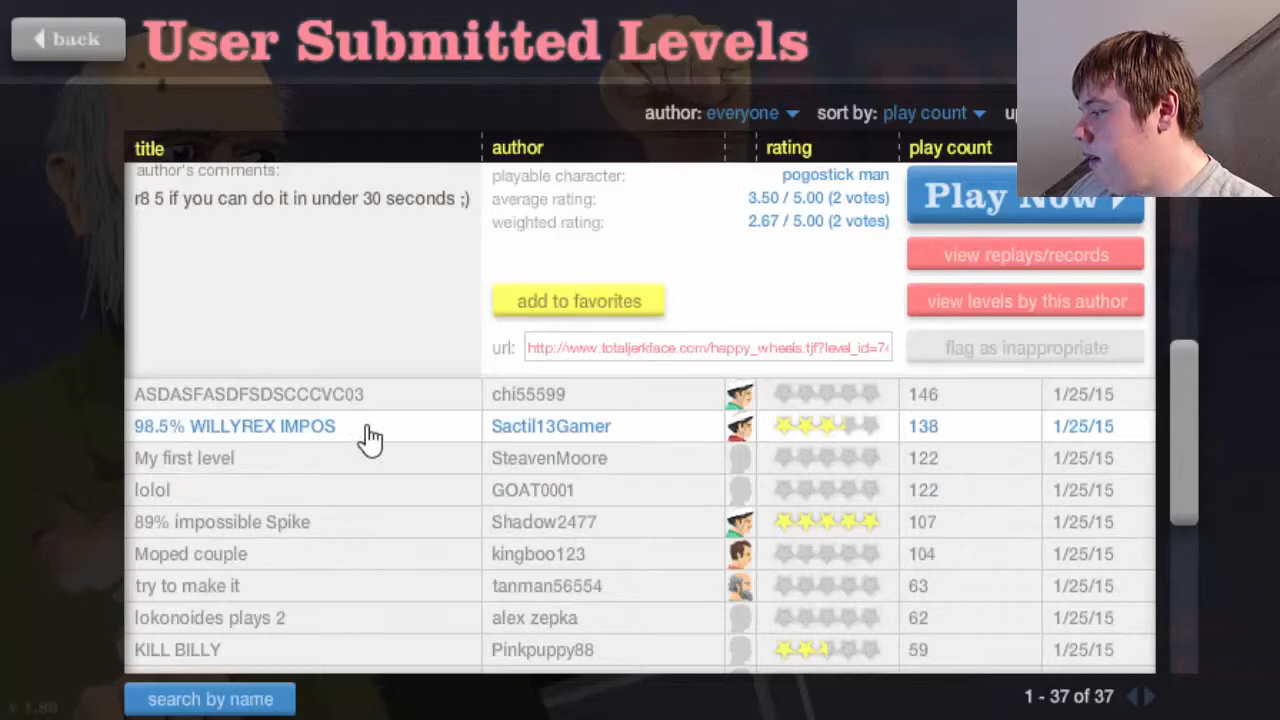 back
User Submitted Levels
author: everyone sort by: play count
title author rating play count
author's comments:
r8 5 if you can do it in under 30 seconds ;)
playable character: pogostick man
average rating: 3.50 / 5.00 (2 votes)
weighted rating: 2.67 / 5.00 (2 votes)
Play Now
view replays/records
add to favorites
view levels by this author
url: http://www.totaljerkface.com/happy_wheels.tjf?level_id=74
flag as inappropriate
ASDASFASDFSDSCCCVC03 chi55599 146 1/25/15
98.5% WILLYREX IMPOS Sactil13Gamer 138 1/25/15
My first level SteavenMoore 122 1/25/15
lolol GOAT0001 122 1/25/15
89% impossible Spike Shadow2477 107 1/25/15
Moped couple kingboo123 104 1/25/15
try to make it tanman56554 63 1/25/15
lokonoides plays 2 alex zepka 62 1/25/15
KILL BILLY Pinkpuppy88 59 1/25/15
search by name
1 - 37 of 37